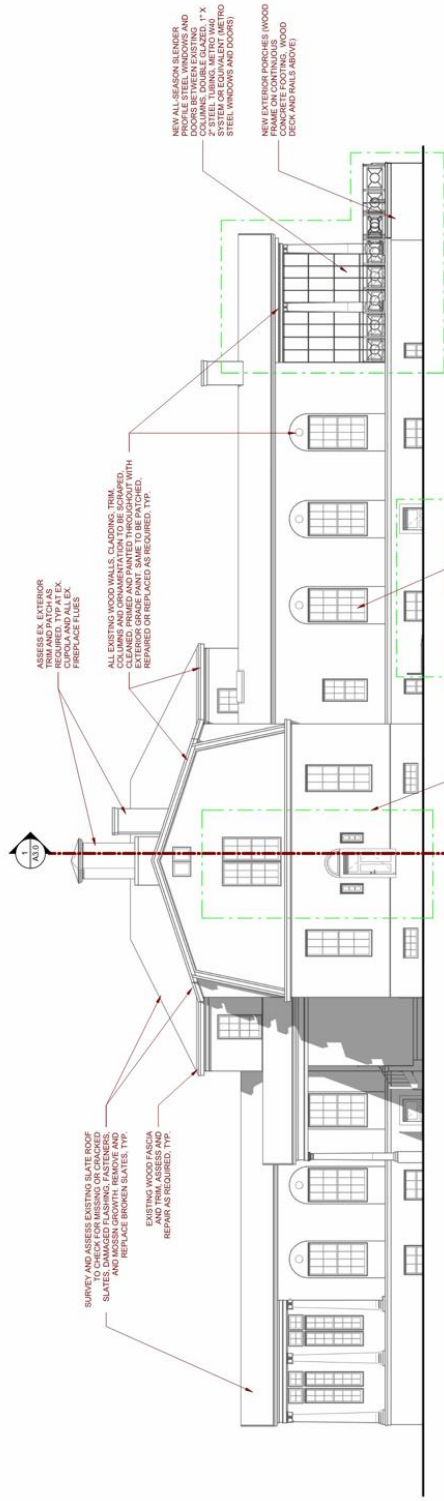 SURVEY AND ASSESS EXISTING SLATE ROOF
TO CHECK FOR MISSING OR CRACKED
SLATES, DAMAGED FLASHING, FASTENERS,
AND MOSSN GROWTH, REMOVE AND
REPLACE BROKEN SLATES, TYP.
EXISTING WOOD FASCIA
AND TRIM, ASSESS AND
REPAIR AS REQUIRED, TYP.
1
A3.0
ASSESS EX. EXTERIOR
TRIM AND PATCH AS
REQUIRED, TYP AT EX.
CUPOLA AND ALL EX.
FIREPLACE FLUES
ALL EXISTING WOOD WALLS, CLADDING, TRIM,
COLUMNS AND ORNAMENTATION TO BE SCRAPED,
CLEANED, PRIMED AND PAINTED THROUGHOUT WITH
EXTERIOR GRADE PAINT. SAME TO BE PATCHED,
REPAIRED OR REPLACED AS REQUIRED, TYP.
NEW ALL-SEASON SLENDER
PROFILE STEEL WINDOWS AND
DOORS BETWEEN EXISTING
COLUMNS, DOUBLE GLAZED, 1" X
2" STEEL TUBING, METRO W40
SYSTEM OR EQUIVALENT (METRO
STEEL WINDOWS AND DOORS)
NEW EXTERIOR PORCHES (WOOD
FRAME ON CONTINUOUS
CONCRETE FOOTING, WOOD
DECK AND RAILS ABOVE)